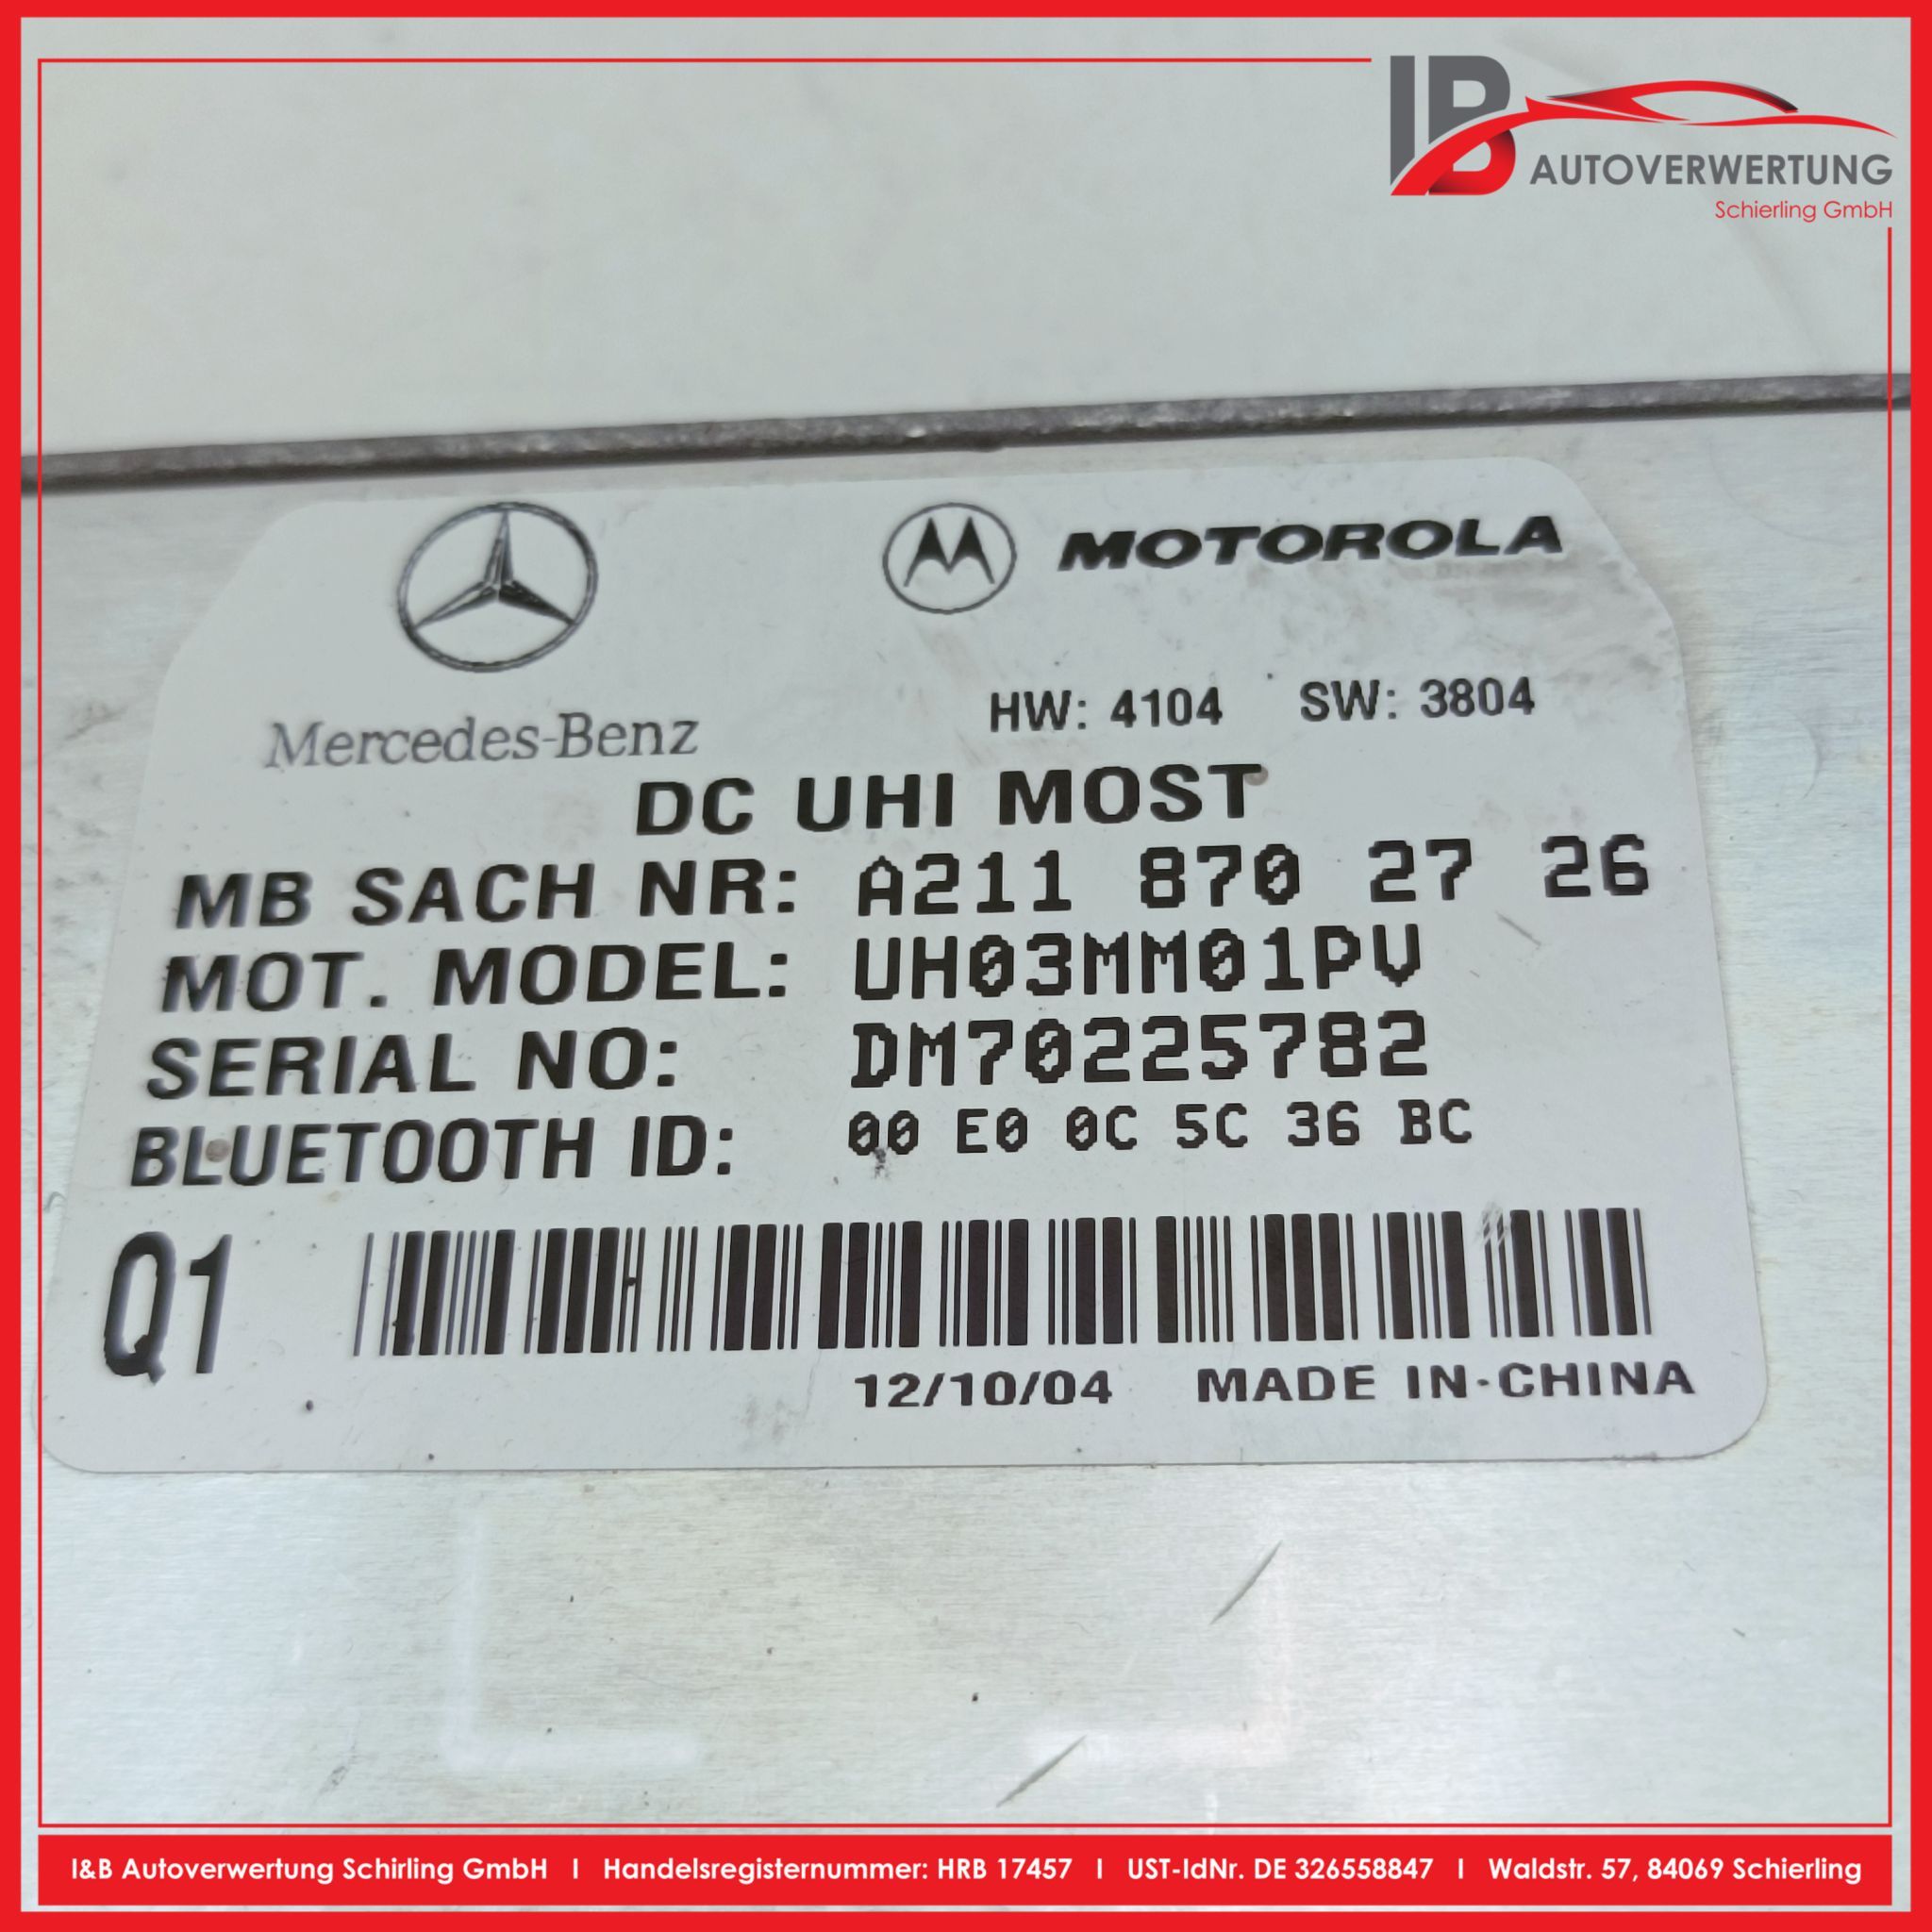 IB AUTOVERWERTUNG
Schierling GmbH
MOTOROLA
HW: 4104 SW: 3804
Mercedes-Benz
DC UHI MOST
MB SACH NR: A211 870 27 26
MOT. MODEL: UH03MM01PV
SERIAL NO: DM70225782
BLUETOOTH ID: 00 E0 0C 5C 36 BC
Q1
12/10/04 MADE IN-CHINA
I&B Autoverwertung Schirling GmbH I Handelsregisternummer: HRB 17457 I UST-IdNr. DE 326558847 I Waldstr. 57, 84069 Schierling